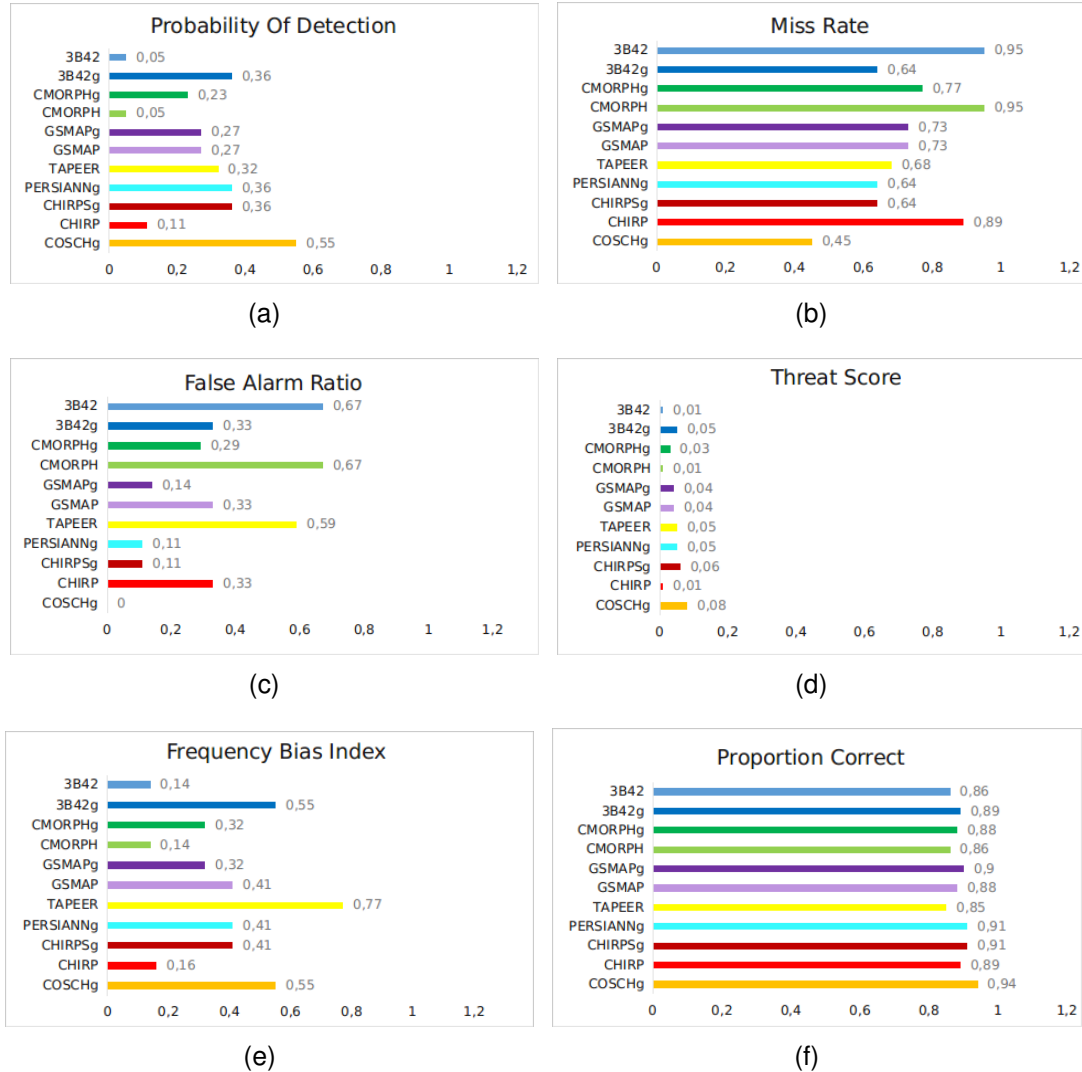 Probability Of Detection
3B42 0,05
3B42g 0,36
CMORPHg 0,23
CMORPH 0,05
GSMAPg 0,27
GSMAP 0,27
TAPEER 0,32
PERSIANNg 0,36
CHIRPSg 0,36
CHIRP 0,11
COSCHg 0,55
0 0,2 0,4 0,6 0,8 1 1,2
(a)
Miss Rate
3B42 0,95
3B42g 0,64
CMORPHg 0,77
CMORPH 0,95
GSMAPg 0,73
GSMAP 0,73
TAPEER 0,68
PERSIANNg 0,64
CHIRPSg 0,64
CHIRP 0,89
COSCHg 0,45
0 0,2 0,4 0,6 0,8 1 1,2
(b)
False Alarm Ratio
3B42 0,67
3B42g 0,33
CMORPHg 0,29
CMORPH 0,67
GSMAPg 0,14
GSMAP 0,33
TAPEER 0,59
PERSIANNg 0,11
CHIRPSg 0,11
CHIRP 0,33
COSCHg 0
0 0,2 0,4 0,6 0,8 1 1,2
(c)
Threat Score
3B42 0,01
3B42g 0,05
CMORPHg 0,03
CMORPH 0,01
GSMAPg 0,04
GSMAP 0,04
TAPEER 0,05
PERSIANNg 0,05
CHIRPSg 0,06
CHIRP 0,01
COSCHg 0,08
0 0,2 0,4 0,6 0,8 1 1,2
(d)
Frequency Bias Index
3B42 0,14
3B42g 0,55
CMORPHg 0,32
CMORPH 0,14
GSMAPg 0,32
GSMAP 0,41
TAPEER 0,77
PERSIANNg 0,41
CHIRPSg 0,41
CHIRP 0,16
COSCHg 0,55
0 0,2 0,4 0,6 0,8 1 1,2
(e)
Proportion Correct
3B42 0,86
3B42g 0,89
CMORPHg 0,88
CMORPH 0,86
GSMAPg 0,9
GSMAP 0,88
TAPEER 0,85
PERSIANNg 0,91
CHIRPSg 0,91
CHIRP 0,89
COSCHg 0,94
0 0,2 0,4 0,6 0,8 1 1,2
(f)